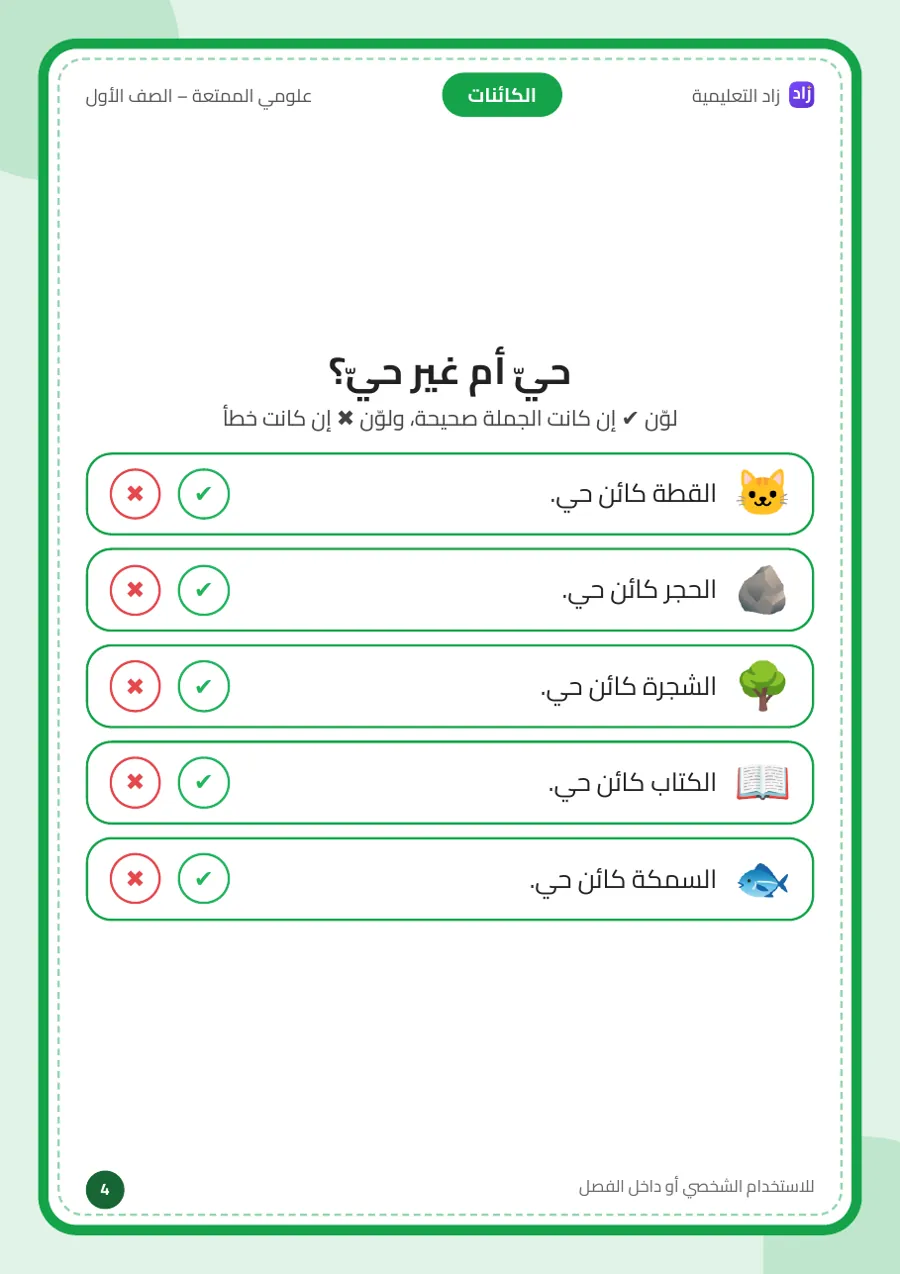 زاد زاد التعليمية
الكائنات
علومي الممتعة – الصف الأول
حيّ أم غير حيّ؟
لوّن ✔ إن كانت الجملة صحيحة، ولوّن ✖ إن كانت خطأ
القطة كائن حي. ✔ ✖
الحجر كائن حي. ✔ ✖
الشجرة كائن حي. ✔ ✖
الكتاب كائن حي. ✔ ✖
السمكة كائن حي. ✔ ✖
للاستخدام الشخصي أو داخل الفصل
4